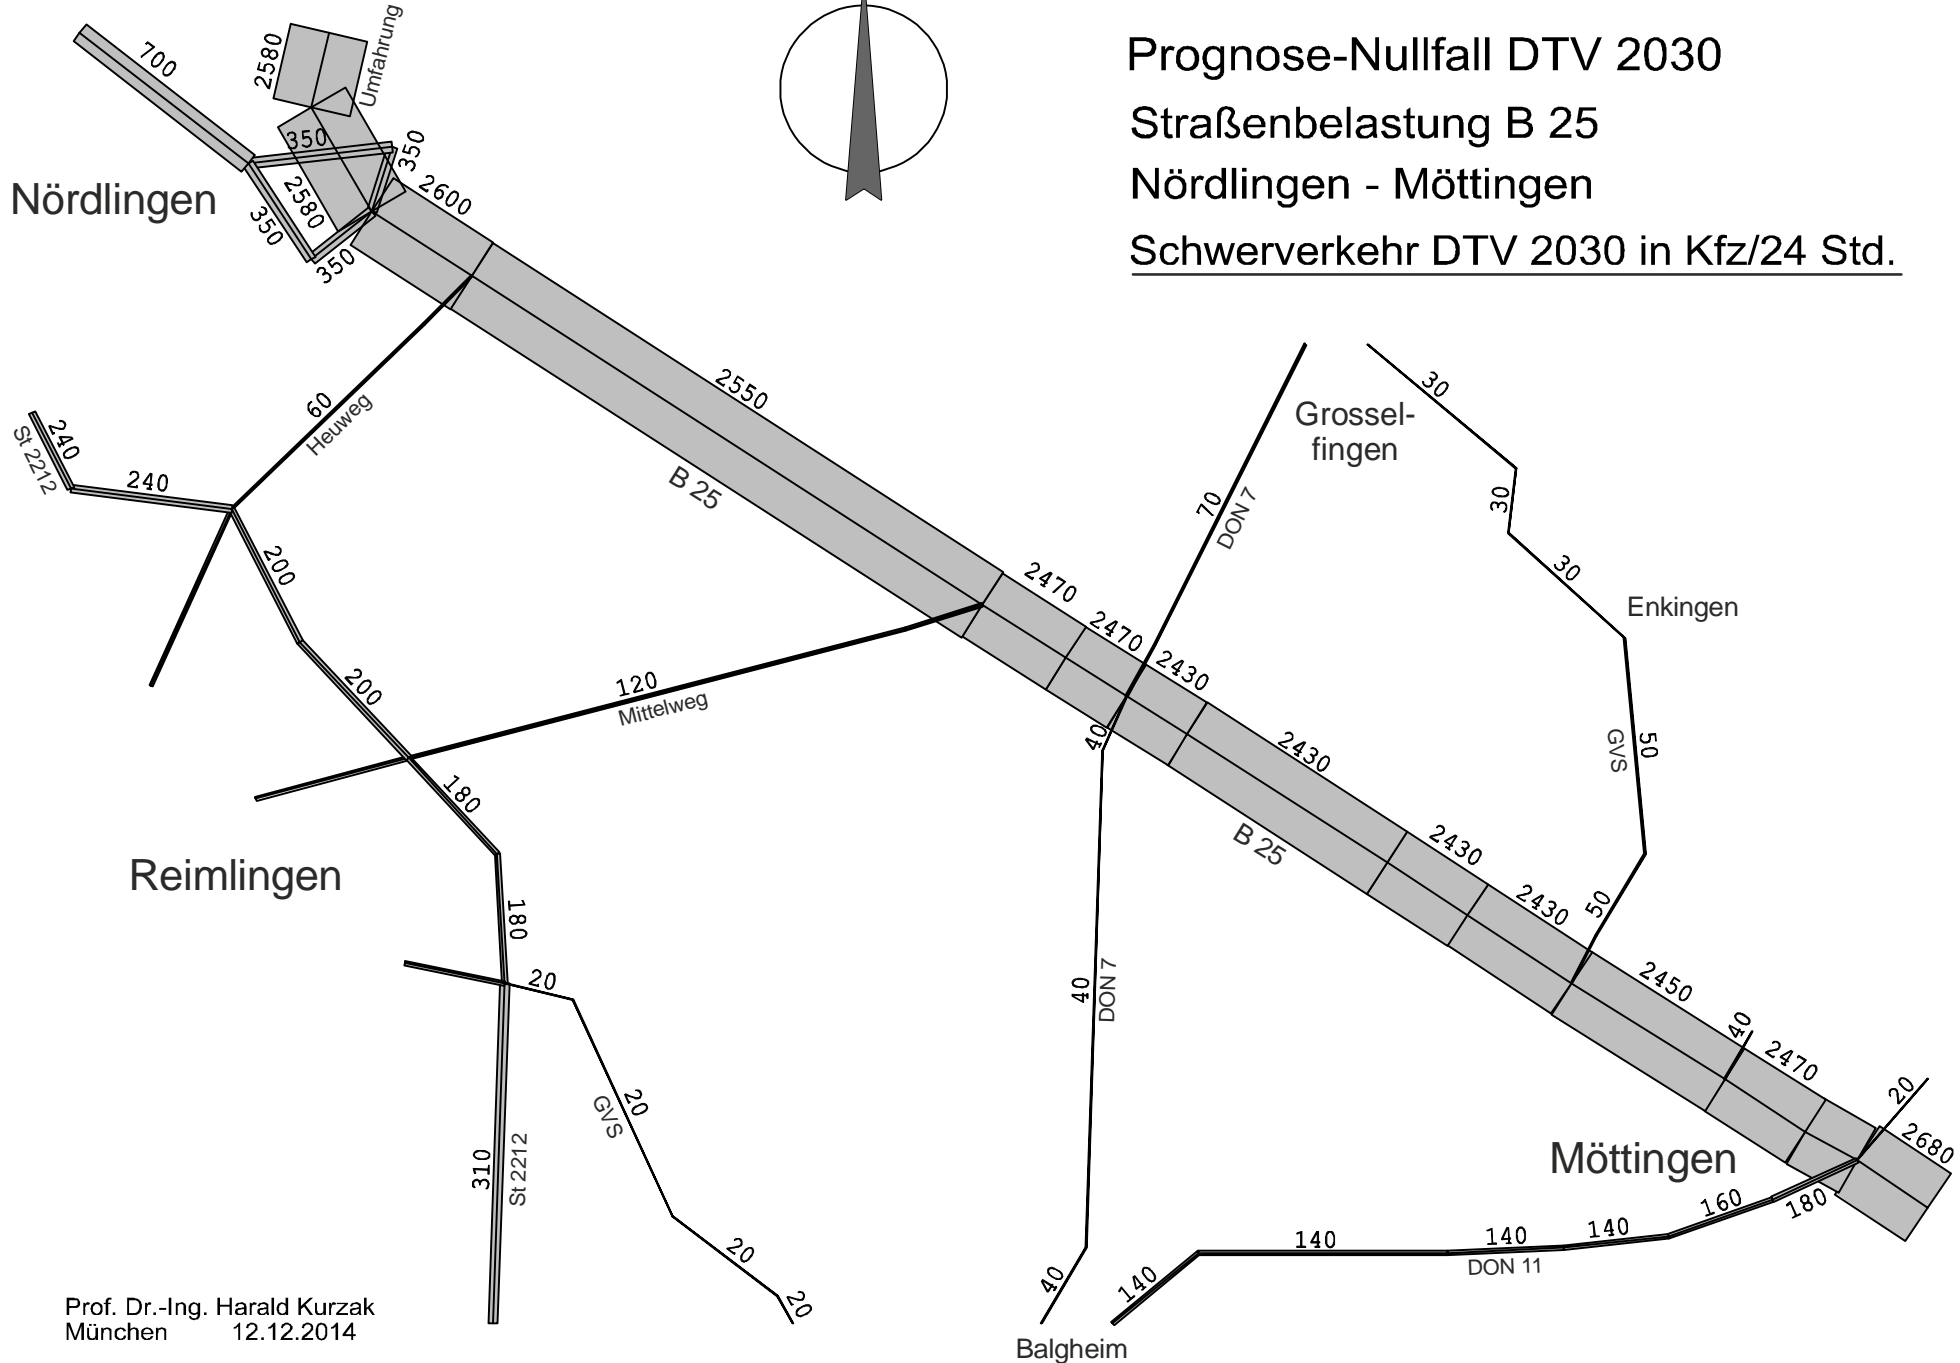 Prognose-Nullfall DTV 2030
Straßenbelastung B 25
Nördlingen - Möttingen
Schwerverkehr DTV 2030 in Kfz/24 Std.
700
2580
Umfahrung
350
350
2580
350
350
2600
Nördlingen
60
Heuweg
2550
B 25
240
St 2212
240
200
200
120
Mittelweg
180
Reimlingen
180
20
310
St 2212
20
GVS
20
20
2470
2470
2430
40
70
DON 7
Grossel-
fingen
30
30
30
Enkingen
50
GVS
50
2430
B 25
2430
2430
2450
40
2470
20
2680
Möttingen
40
DON 7
40
Balgheim
140
140
140
DON 11
140
160
180
Prof. Dr.-Ing. Harald Kurzak
München 12.12.2014